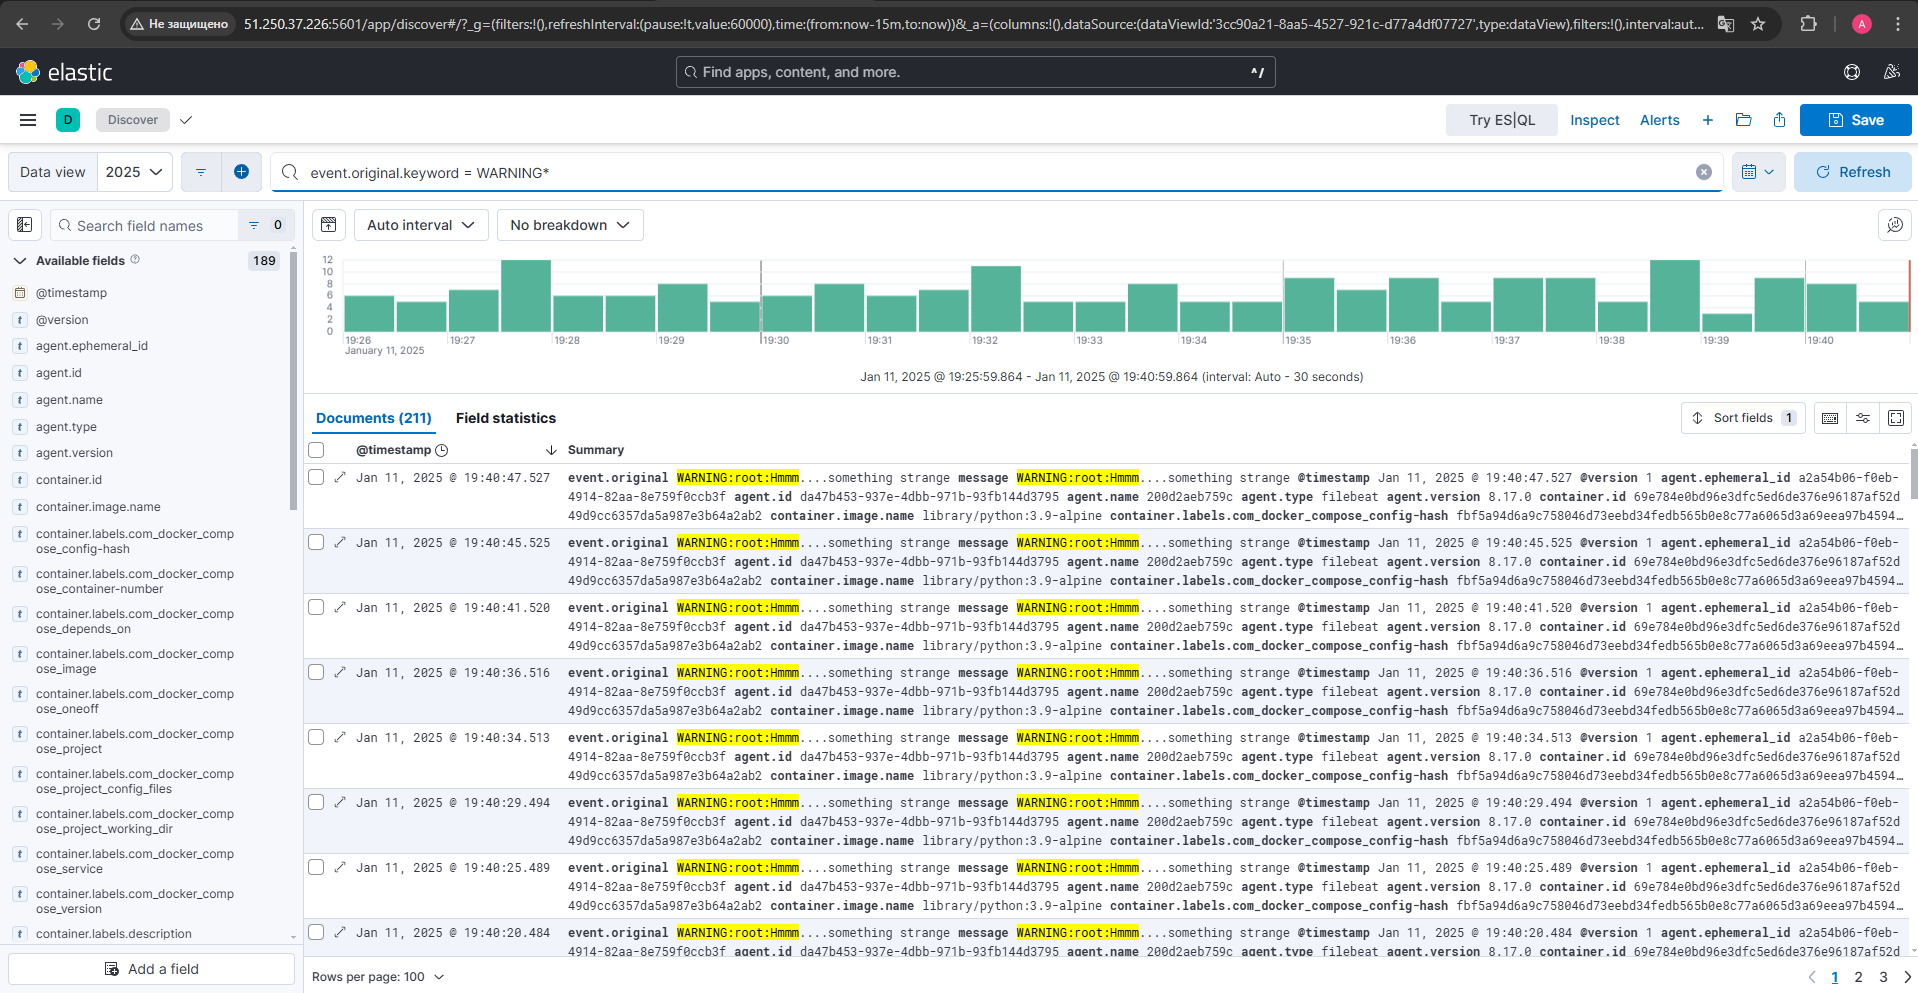 Не защищено
51.250.37.226:5601/app/discover#/?_g=(filters:!(),refreshInterval:(pause:!t,value:60000),time:(from:now-15m,to:now))&_a=(columns:!(),dataSource:(dataViewId:'3cc90a21-8aa5-4527-921c-d77a4df07727',type:dataView),filters:!(),interval:aut...
A
elastic
Find apps, content, and more.
^/
D
Discover
Try ES|QL
Inspect
Alerts
Save
Data view
2025
event.original.keyword = WARNING*
Refresh
Search field names
0
Auto interval
No breakdown
Available fields
189
@timestamp
@version
agent.ephemeral_id
agent.id
agent.name
agent.type
agent.version
container.id
container.image.name
container.labels.com_docker_comp
ose_config-hash
container.labels.com_docker_comp
ose_container-number
container.labels.com_docker_comp
ose_depends_on
container.labels.com_docker_comp
ose_image
container.labels.com_docker_comp
ose_oneoff
container.labels.com_docker_comp
ose_project
container.labels.com_docker_comp
ose_project_config_files
container.labels.com_docker_comp
ose_project_working_dir
container.labels.com_docker_comp
ose_service
container.labels.com_docker_comp
ose_version
container.labels.description
Add a field
12
10
8
6
4
2
0
19:26 19:27 19:28 19:29 19:30 19:31 19:32 19:33 19:34 19:35 19:36 19:37 19:38 19:39 19:40
January 11, 2025
Jan 11, 2025 @ 19:25:59.864 - Jan 11, 2025 @ 19:40:59.864 (interval: Auto - 30 seconds)
Documents (211)
Field statistics
Sort fields 1
@timestamp
Summary
Jan 11, 2025 @ 19:40:47.527 event.original WARNING:root:Hmmm....something strange message WARNING:root:Hmmm....something strange @timestamp Jan 11, 2025 @ 19:40:47.527 @version 1 agent.ephemeral_id a2a54b06-f0eb-
4914-82aa-8e759f0ccb3f agent.id da47b453-937e-4dbb-971b-93fb144d3795 agent.name 200d2aeb759c agent.type filebeat agent.version 8.17.0 container.id 69e784e0bd96e3dfc5ed6de376e96187af52d
49d9cc6357da5a987e3b64a2ab2 container.image.name library/python:3.9-alpine container.labels.com_docker_compose_config-hash fbf5a94d6a9c758046d73eebd34fedb565b0e8c77a6065d3a69eea97b4594...
Jan 11, 2025 @ 19:40:45.525 event.original WARNING:root:Hmmm....something strange message WARNING:root:Hmmm....something strange @timestamp Jan 11, 2025 @ 19:40:45.525 @version 1 agent.ephemeral_id a2a54b06-f0eb-
4914-82aa-8e759f0ccb3f agent.id da47b453-937e-4dbb-971b-93fb144d3795 agent.name 200d2aeb759c agent.type filebeat agent.version 8.17.0 container.id 69e784e0bd96e3dfc5ed6de376e96187af52d
49d9cc6357da5a987e3b64a2ab2 container.image.name library/python:3.9-alpine container.labels.com_docker_compose_config-hash fbf5a94d6a9c758046d73eebd34fedb565b0e8c77a6065d3a69eea97b4594...
Jan 11, 2025 @ 19:40:41.520 event.original WARNING:root:Hmmm....something strange message WARNING:root:Hmmm....something strange @timestamp Jan 11, 2025 @ 19:40:41.520 @version 1 agent.ephemeral_id a2a54b06-f0eb-
4914-82aa-8e759f0ccb3f agent.id da47b453-937e-4dbb-971b-93fb144d3795 agent.name 200d2aeb759c agent.type filebeat agent.version 8.17.0 container.id 69e784e0bd96e3dfc5ed6de376e96187af52d
49d9cc6357da5a987e3b64a2ab2 container.image.name library/python:3.9-alpine container.labels.com_docker_compose_config-hash fbf5a94d6a9c758046d73eebd34fedb565b0e8c77a6065d3a69eea97b4594...
Jan 11, 2025 @ 19:40:36.516 event.original WARNING:root:Hmmm....something strange message WARNING:root:Hmmm....something strange @timestamp Jan 11, 2025 @ 19:40:36.516 @version 1 agent.ephemeral_id a2a54b06-f0eb-
4914-82aa-8e759f0ccb3f agent.id da47b453-937e-4dbb-971b-93fb144d3795 agent.name 200d2aeb759c agent.type filebeat agent.version 8.17.0 container.id 69e784e0bd96e3dfc5ed6de376e96187af52d
49d9cc6357da5a987e3b64a2ab2 container.image.name library/python:3.9-alpine container.labels.com_docker_compose_config-hash fbf5a94d6a9c758046d73eebd34fedb565b0e8c77a6065d3a69eea97b4594...
Jan 11, 2025 @ 19:40:34.513 event.original WARNING:root:Hmmm....something strange message WARNING:root:Hmmm....something strange @timestamp Jan 11, 2025 @ 19:40:34.513 @version 1 agent.ephemeral_id a2a54b06-f0eb-
4914-82aa-8e759f0ccb3f agent.id da47b453-937e-4dbb-971b-93fb144d3795 agent.name 200d2aeb759c agent.type filebeat agent.version 8.17.0 container.id 69e784e0bd96e3dfc5ed6de376e96187af52d
49d9cc6357da5a987e3b64a2ab2 container.image.name library/python:3.9-alpine container.labels.com_docker_compose_config-hash fbf5a94d6a9c758046d73eebd34fedb565b0e8c77a6065d3a69eea97b4594...
Jan 11, 2025 @ 19:40:29.494 event.original WARNING:root:Hmmm....something strange message WARNING:root:Hmmm....something strange @timestamp Jan 11, 2025 @ 19:40:29.494 @version 1 agent.ephemeral_id a2a54b06-f0eb-
4914-82aa-8e759f0ccb3f agent.id da47b453-937e-4dbb-971b-93fb144d3795 agent.name 200d2aeb759c agent.type filebeat agent.version 8.17.0 container.id 69e784e0bd96e3dfc5ed6de376e96187af52d
49d9cc6357da5a987e3b64a2ab2 container.image.name library/python:3.9-alpine container.labels.com_docker_compose_config-hash fbf5a94d6a9c758046d73eebd34fedb565b0e8c77a6065d3a69eea97b4594...
Jan 11, 2025 @ 19:40:25.489 event.original WARNING:root:Hmmm....something strange message WARNING:root:Hmmm....something strange @timestamp Jan 11, 2025 @ 19:40:25.489 @version 1 agent.ephemeral_id a2a54b06-f0eb-
4914-82aa-8e759f0ccb3f agent.id da47b453-937e-4dbb-971b-93fb144d3795 agent.name 200d2aeb759c agent.type filebeat agent.version 8.17.0 container.id 69e784e0bd96e3dfc5ed6de376e96187af52d
49d9cc6357da5a987e3b64a2ab2 container.image.name library/python:3.9-alpine container.labels.com_docker_compose_config-hash fbf5a94d6a9c758046d73eebd34fedb565b0e8c77a6065d3a69eea97b4594...
Jan 11, 2025 @ 19:40:20.484 event.original WARNING:root:Hmmm....something strange message WARNING:root:Hmmm....something strange @timestamp Jan 11, 2025 @ 19:40:20.484 @version 1 agent.ephemeral_id a2a54b06-f0eb-
4914-82aa-8e759f0ccb3f agent.id da47b453-937e-4dbb-971b-93fb144d3795 agent.name 200d2aeb759c agent.type filebeat agent.version 8.17.0 container.id 69e784e0bd96e3dfc5ed6de376e96187af52d
Rows per page: 100
1 2 3